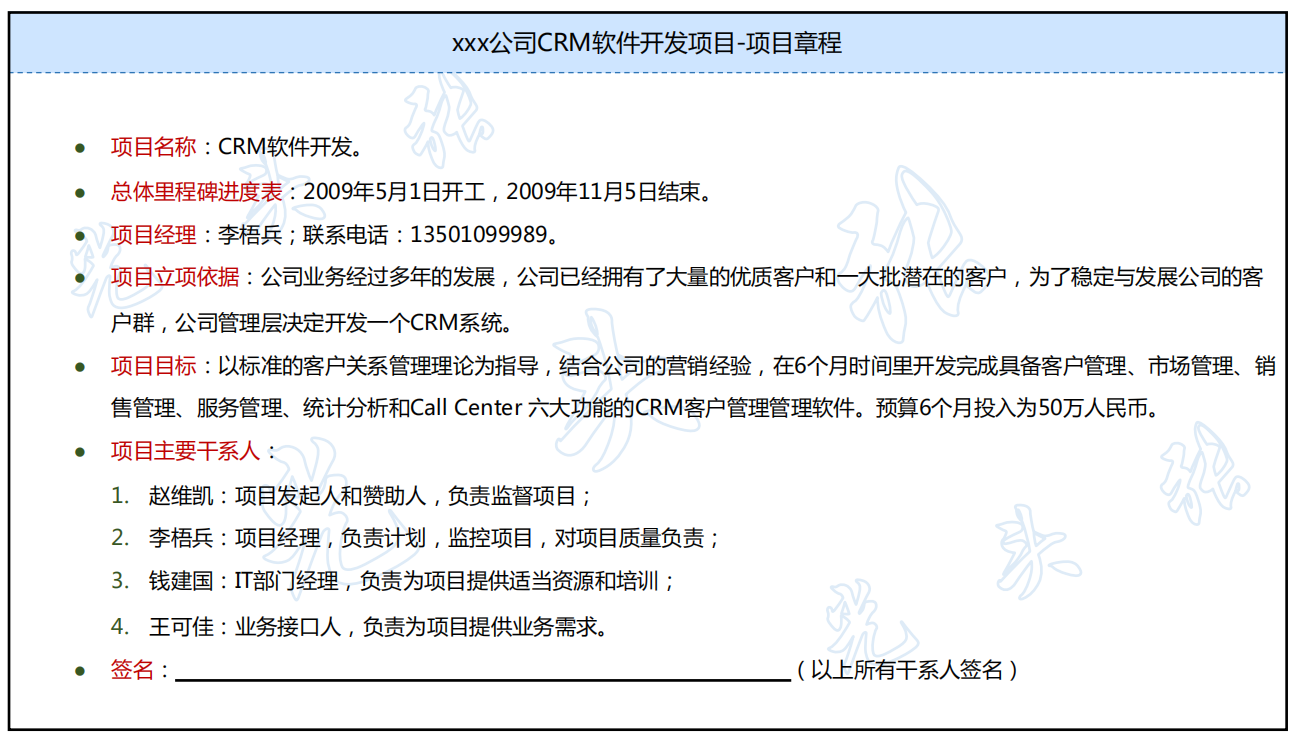 xxx公司CRM软件开发项目-项目章程
● 项目名称：CRM软件开发。
● 总体里程碑进度表：2009年5月1日开工，2009年11月5日结束。
● 项目经理：李梧兵；联系电话：13501099989。
● 项目立项依据：公司业务经过多年的发展，公司已经拥有了大量的优质客户和一大批潜在的客户，为了稳定与发展公司的客
户群，公司管理层决定开发一个CRM系统。
● 项目目标：以标准的客户关系管理理论为指导，结合公司的营销经验，在6个月时间里开发完成具备客户管理、市场管理、销
售管理、服务管理、统计分析和Call Center 六大功能的CRM客户管理管理软件。预算6个月投入为50万人民币。
● 项目主要干系人：
1. 赵维凯：项目发起人和赞助人，负责监督项目；
2. 李梧兵：项目经理，负责计划，监控项目，对项目质量负责；
3. 钱建国：IT部门经理，负责为项目提供适当资源和培训；
4. 王可佳：业务接口人，负责为项目提供业务需求。
● 签名：（以上所有干系人签名）
光头张
光头张
光头张